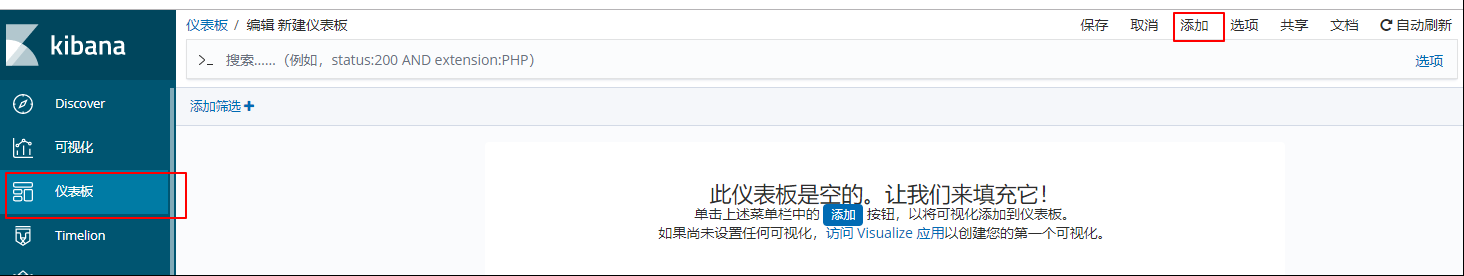 kibana
Discover
可视化
仪表板
Timelion
仪表板 / 编辑 新建仪表板
保存 取消 添加 选项 共享 文档 自动刷新
>_ 搜索……（例如，status:200 AND extension:PHP） 选项
添加筛选+
此仪表板是空的。让我们来填充它！
单击上述菜单栏中的 添加 按钮，以将可视化添加到仪表板。
如果尚未设置任何可视化，访问 Visualize 应用以创建您的第一个可视化。